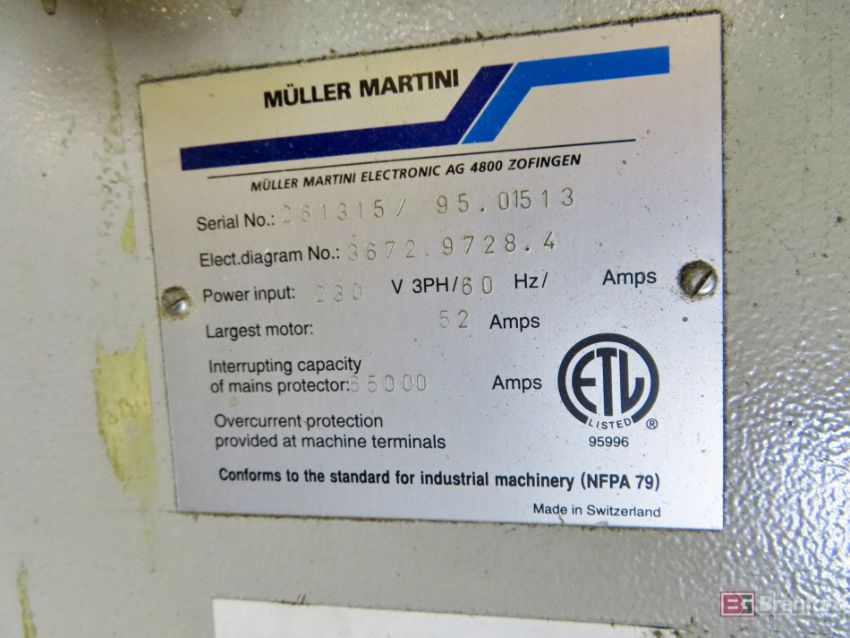 MÜLLER MARTINI
MÜLLER MARTINI ELECTRONIC AG 4800 ZOFINGEN
Serial No.: 261315/ 95.01513
Elect.diagram No.: 3672.9728.4
Power input: 230 V 3PH/60 Hz/ Amps
Largest motor: 52 Amps
Interrupting capacity
of mains protector: 65000 Amps
ETL
LISTED ®
95996
Overcurrent protection
provided at machine terminals
Conforms to the standard for industrial machinery (NFPA 79)
Made in Switzerland